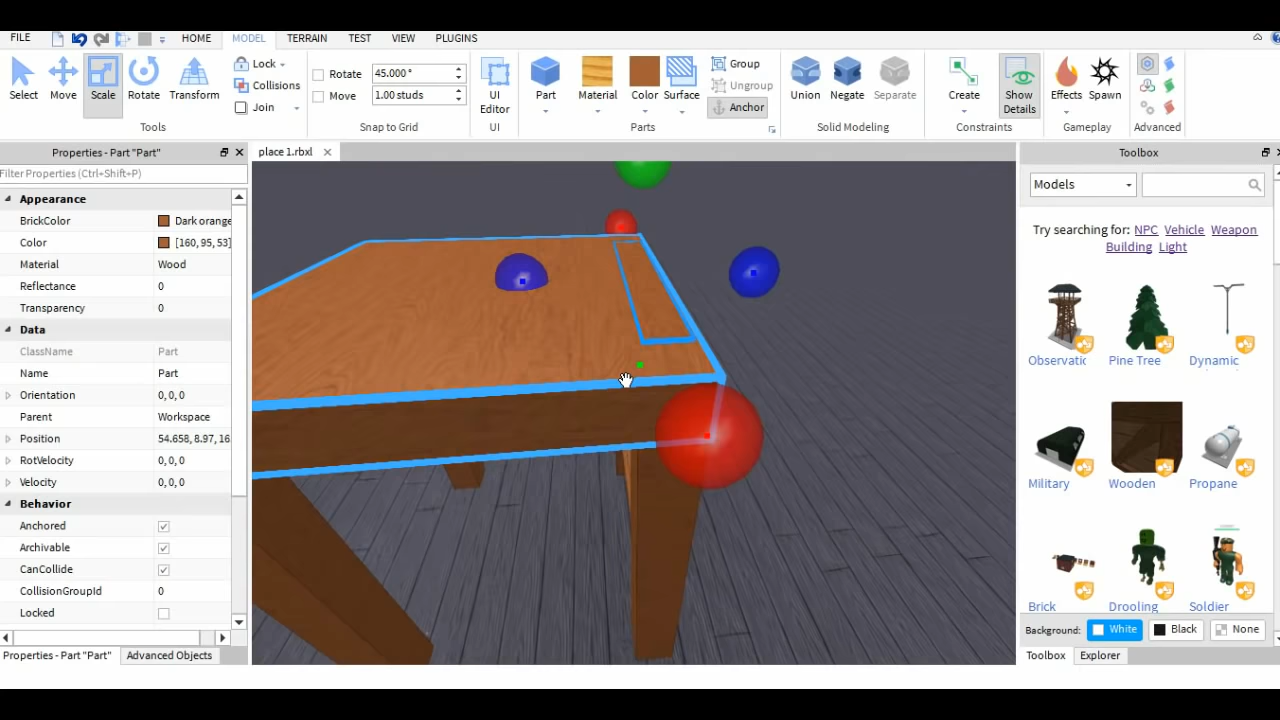 FILE HOME MODEL TERRAIN TEST VIEW PLUGINS
Select Move Scale Rotate Transform
Lock
Collisions
Join
Tools
Rotate 45.000°
Move 1.00 studs
Snap to Grid
UI
Editor
UI
Part Material Color Surface
Group
Ungroup
Anchor
Parts
Union Negate Separate
Solid Modeling
Create Show
Details
Constraints
Effects Spawn
Gameplay
Advanced
Properties - Part "Part"
Filter Properties (Ctrl+Shift+P)
Appearance
BrickColor Dark orange
Color [160, 95, 53]
Material Wood
Reflectance 0
Transparency 0
Data
ClassName Part
Name Part
Orientation 0, 0, 0
Parent Workspace
Position 54.658, 8.97, 16
RotVelocity 0, 0, 0
Velocity 0, 0, 0
Behavior
Anchored
Archivable
CanCollide
CollisionGroupId 0
Locked
Properties - Part "Part" Advanced Objects
place 1.rbxl
Toolbox
Models
Try searching for: NPC Vehicle Weapon
Building Light
Observatic Pine Tree Dynamic
Military Wooden Propane
Brick Drooling Soldier
Background: White Black None
Toolbox Explorer